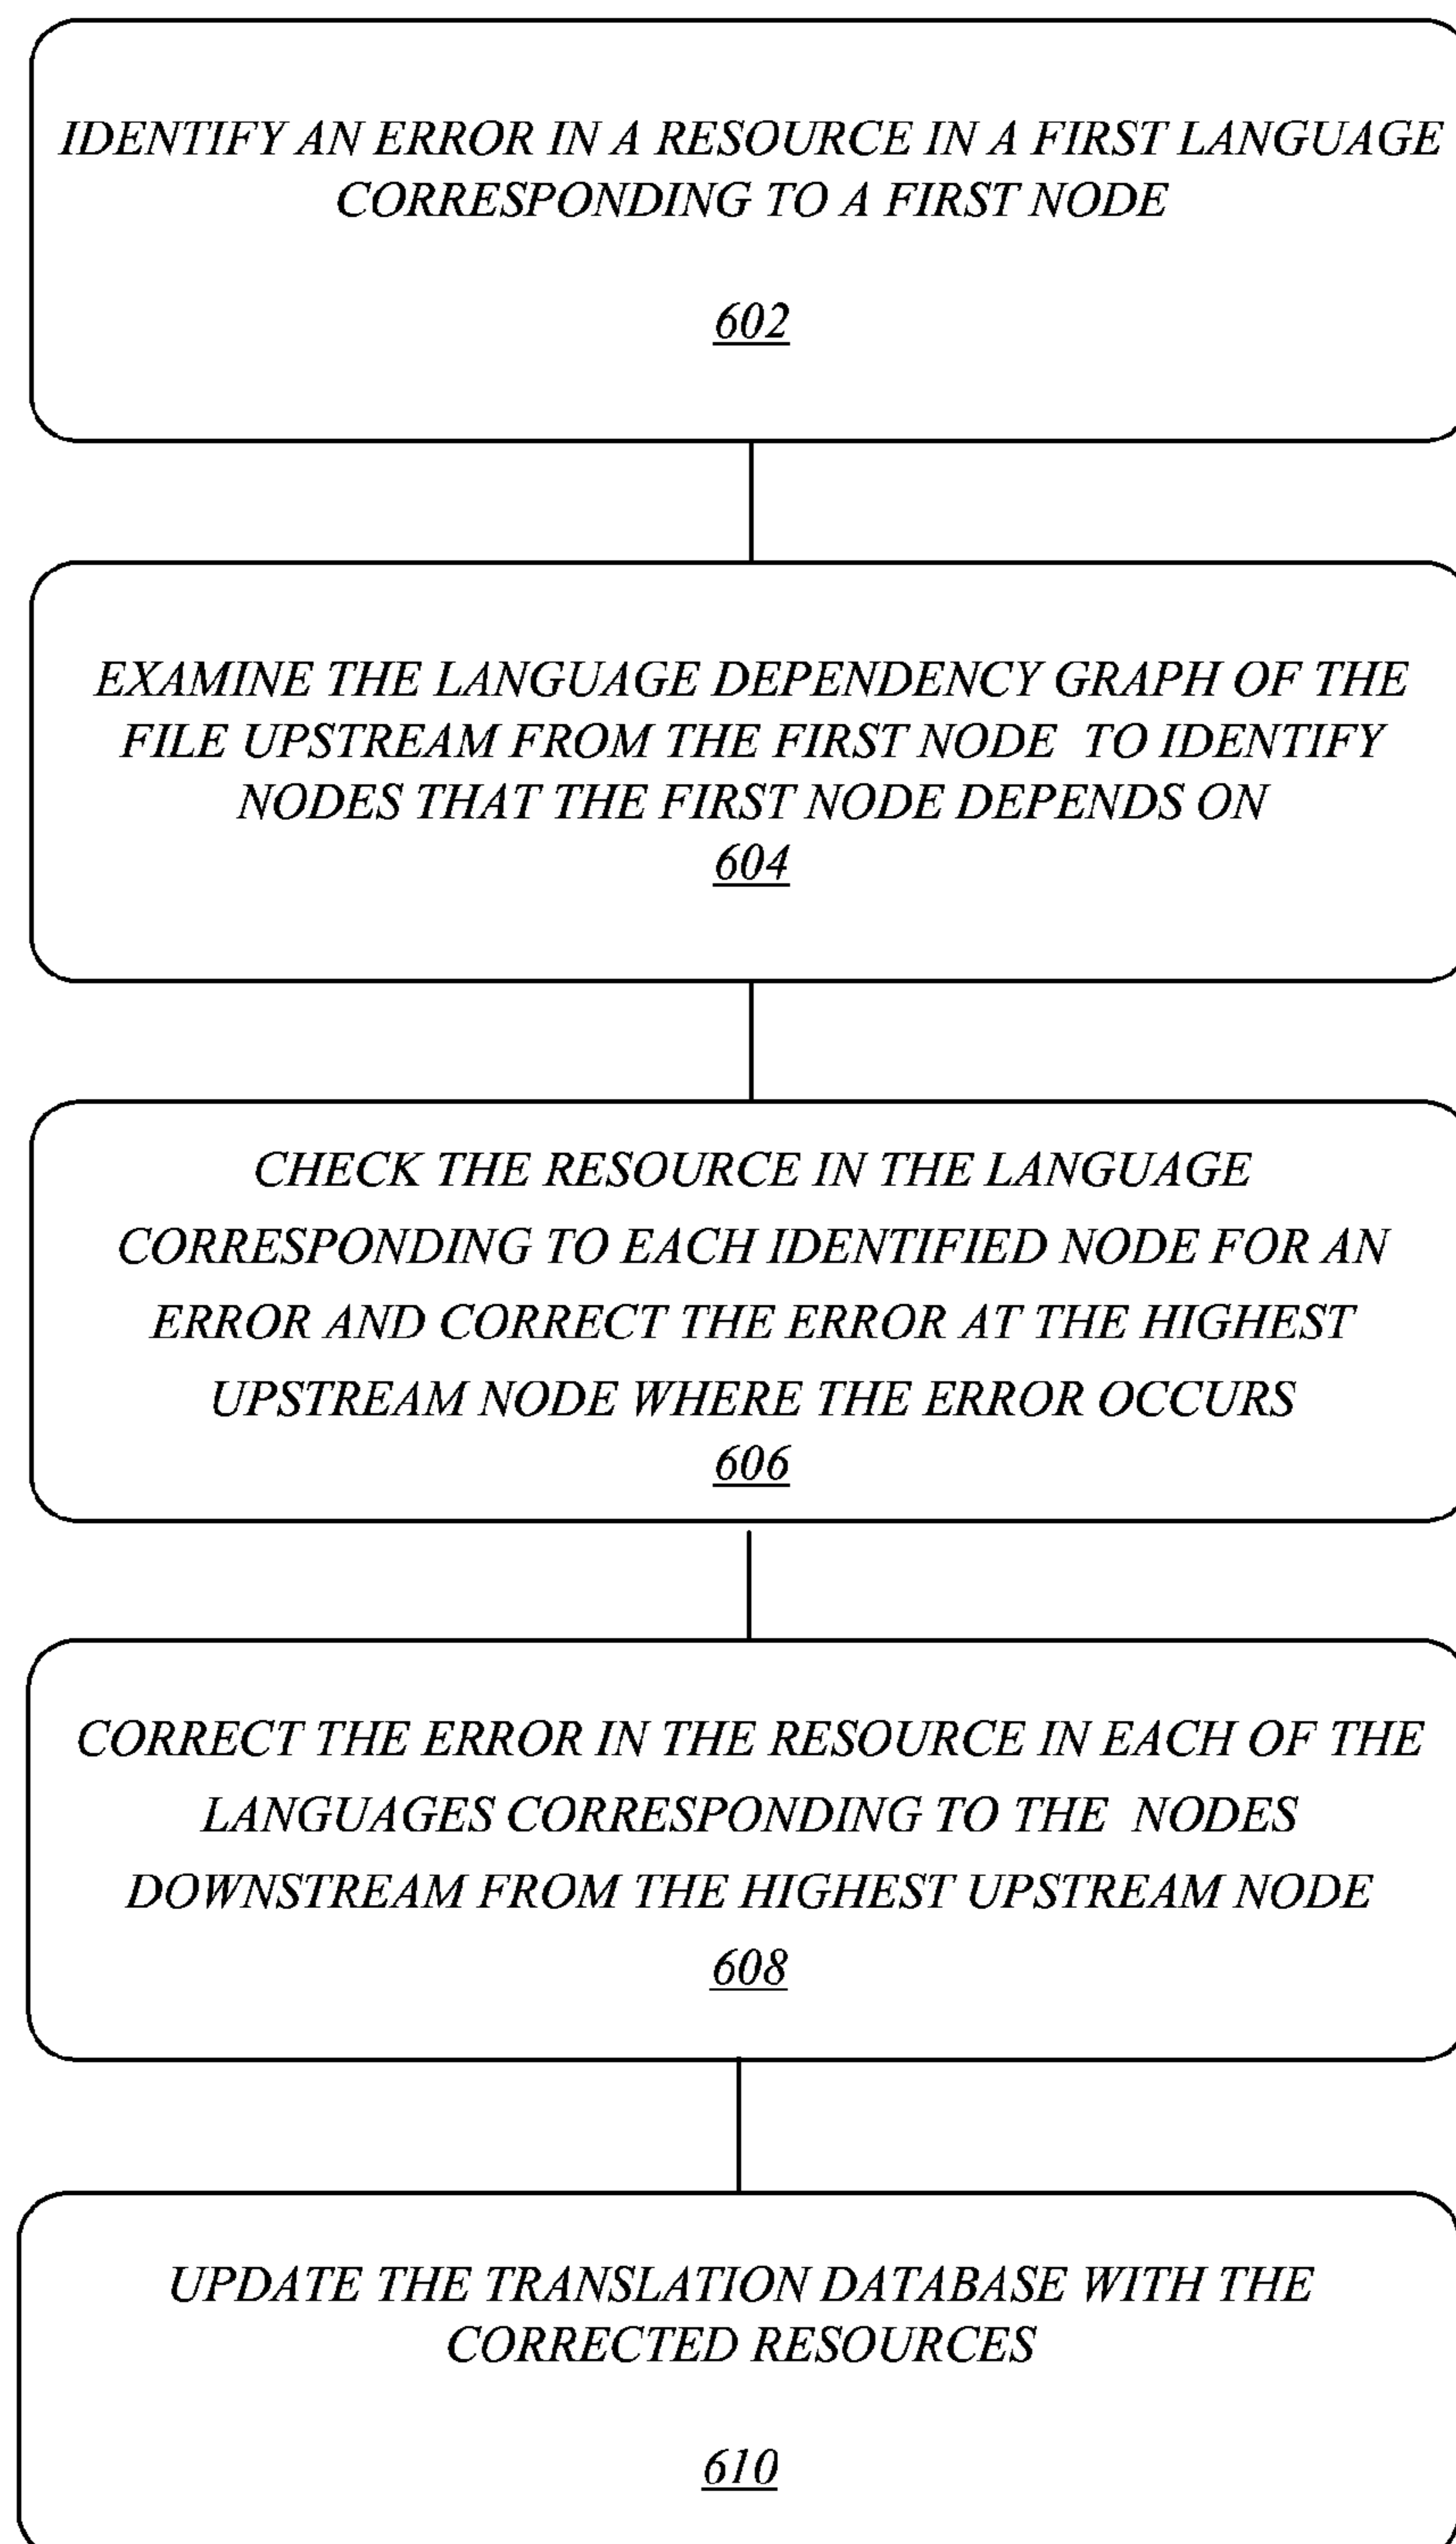 IDENTIFY AN ERROR IN A RESOURCE IN A FIRST LANGUAGE
CORRESPONDING TO A FIRST NODE
602
EXAMINE THE LANGUAGE DEPENDENCY GRAPH OF THE
FILE UPSTREAM FROM THE FIRST NODE TO IDENTIFY
NODES THAT THE FIRST NODE DEPENDS ON
604
CHECK THE RESOURCE IN THE LANGUAGE
CORRESPONDING TO EACH IDENTIFIED NODE FOR AN
ERROR AND CORRECT THE ERROR AT THE HIGHEST
UPSTREAM NODE WHERE THE ERROR OCCURS
606
CORRECT THE ERROR IN THE RESOURCE IN EACH OF THE
LANGUAGES CORRESPONDING TO THE NODES
DOWNSTREAM FROM THE HIGHEST UPSTREAM NODE
608
UPDATE THE TRANSLATION DATABASE WITH THE
CORRECTED RESOURCES
610